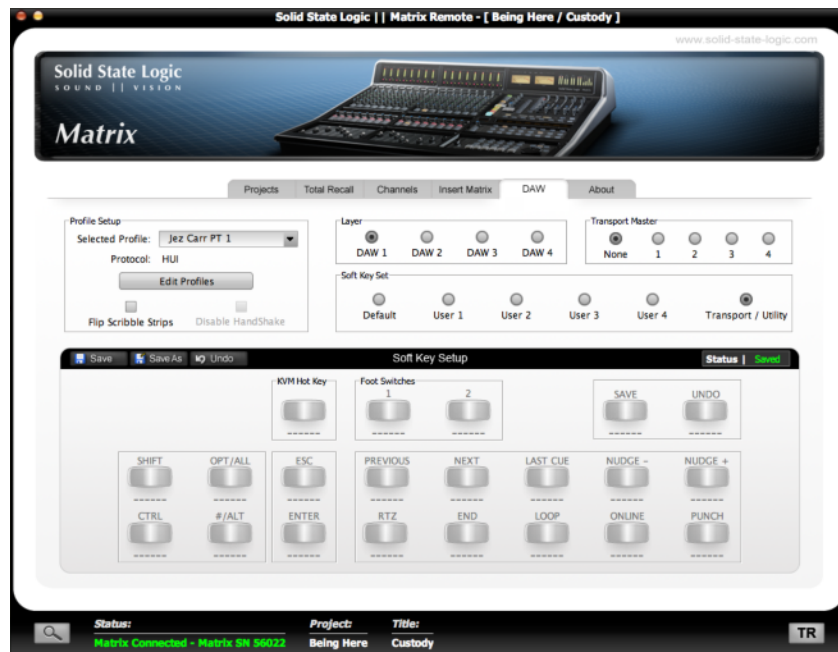 Solid State Logic || Matrix Remote - [ Being Here / Custody ]
www.solid-state-logic.com
Solid State Logic
SOUND || VISION
Matrix
Projects Total Recall Channels Insert Matrix DAW About
Profile Setup
Selected Profile: Jez Carr PT 1
Protocol: HUI
Edit Profiles
Flip Scribble Strips Disable HandShake
Layer
DAW 1 DAW 2 DAW 3 DAW 4
Transport Master
None 1 2 3 4
Soft Key Set
Default User 1 User 2 User 3 User 4 Transport / Utility
Save Save As Undo Soft Key Setup Status | Saved
KVM Hot Key Foot Switches
1 2 SAVE UNDO
------ ------ ------ ------ ------
SHIFT OPT/ALL ESC PREVIOUS NEXT LAST CUE NUDGE - NUDGE +
------ ------ ------ ------ ------ ------ ------ ------
CTRL #/ALT ENTER RTZ END LOOP ONLINE PUNCH
------ ------ ------ ------ ------ ------ ------ ------
Status: Project: Title:
Matrix Connected - Matrix SN 56022 Being Here Custody
TR